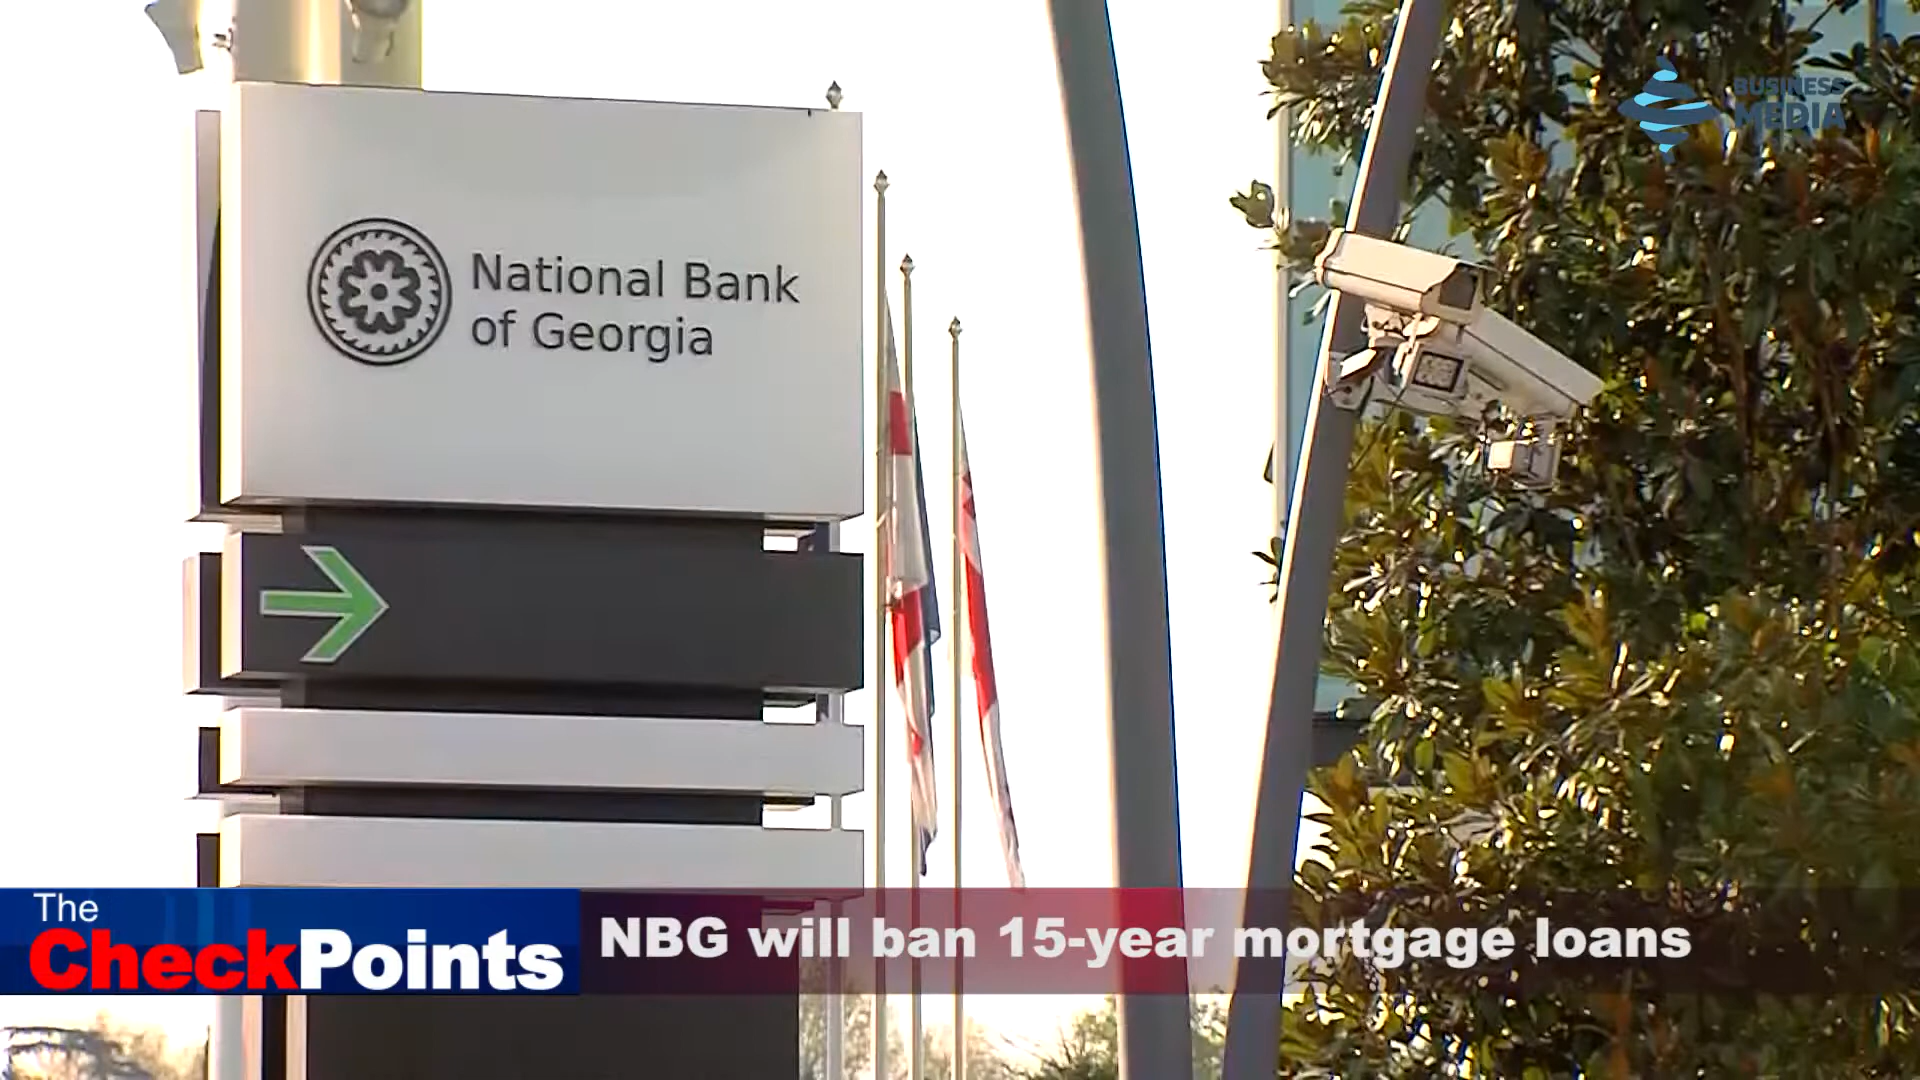 BUSINESS
MEDIA
National Bank
of Georgia
The
CheckPoints
NBG will ban 15-year mortgage loans